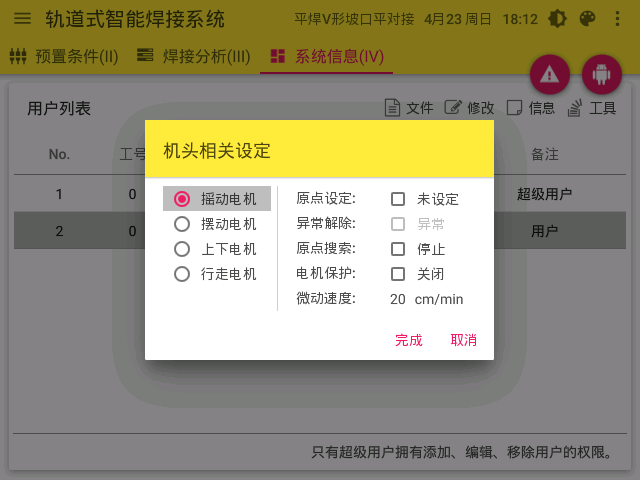 轨道式智能焊接系统 平焊V形坡口平对接 4月23 周日 18:12
预置条件(II) 焊接分析(III) 系统信息(IV)
用户列表 文件 修改 信息 工具
No. 工号 备注
机头相关设定
1 0 超级用户
2 0 用户
摇动电机 原点设定: 未设定
摆动电机 异常解除: 异常
上下电机 原点搜索: 停止
行走电机 电机保护: 关闭
微动速度: 20 cm/min
完成 取消
只有超级用户拥有添加、编辑、移除用户的权限。